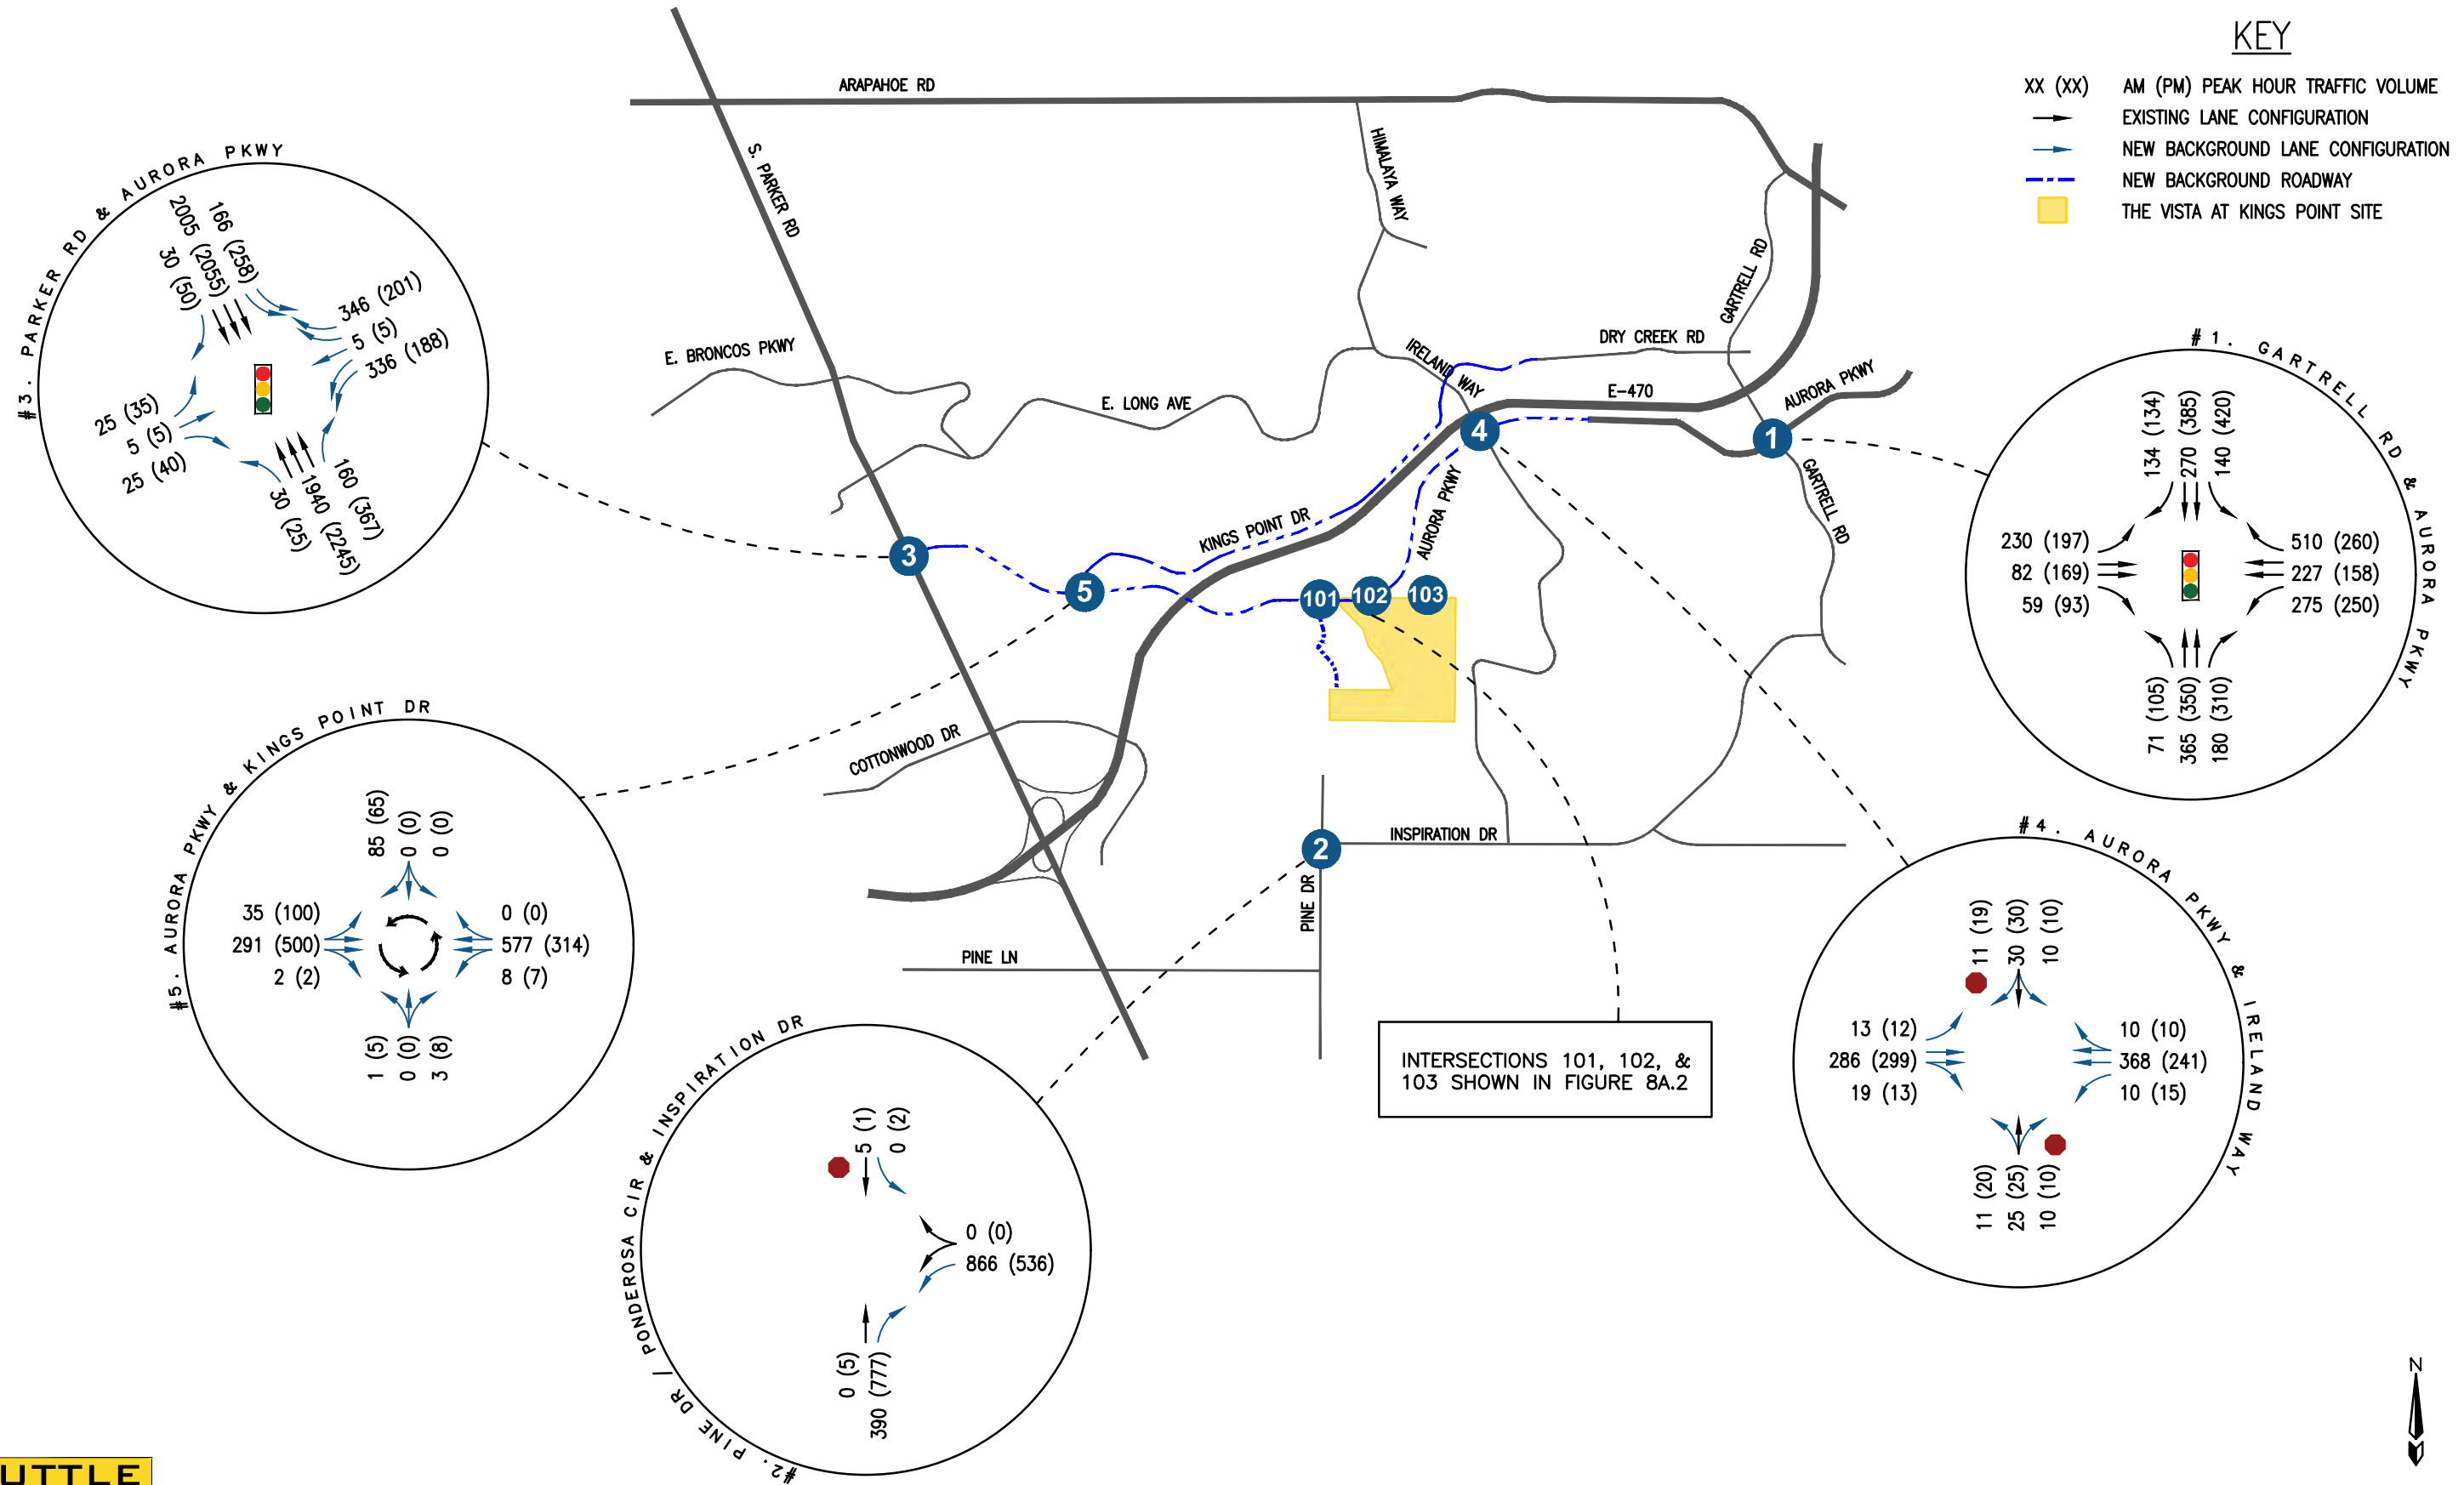 KEY
XX (XX) AM (PM) PEAK HOUR TRAFFIC VOLUME
EXISTING LANE CONFIGURATION
NEW BACKGROUND LANE CONFIGURATION
NEW BACKGROUND ROADWAY
THE VISTA AT KINGS POINT SITE
ARAPAHOE RD
S. PARKER RD
HIMALAYA WAY
GARTRELL RD
E. BRONCOS PKWY
IRELAND WAY
DRY CREEK RD
E. LONG AVE
E-470
AURORA PKWY
GARTRELL RD
KINGS POINT DR
AURORA PKWY
COTTONWOOD DR
INSPIRATION DR
PINE DR
PINE LN
1
2
3
4
5
101
102
103
#3. PARKER RD & AURORA PKWY
30 (50)
2005 (2055)
166 (258)
346 (201)
5 (5)
336 (188)
25 (35)
5 (5)
25 (40)
30 (25)
1940 (2245)
160 (367)
#1. GARTRELL RD & AURORA PKWY
134 (134)
270 (385)
140 (420)
230 (197)
82 (169)
59 (93)
510 (260)
227 (158)
275 (250)
71 (105)
365 (350)
180 (310)
#5. AURORA PKWY & KINGS POINT DR
85 (65)
0 (0)
0 (0)
35 (100)
291 (500)
2 (2)
0 (0)
577 (314)
8 (7)
1 (5)
0 (0)
3 (8)
#2. PINE DR / PONDEROSA CIR & INSPIRATION DR
5 (1)
0 (2)
0 (0)
866 (536)
0 (5)
390 (777)
#4. AURORA PKWY & IRELAND WAY
11 (19)
30 (30)
10 (10)
13 (12)
286 (299)
19 (13)
10 (10)
368 (241)
10 (15)
11 (20)
25 (25)
10 (10)
INTERSECTIONS 101, 102, &
103 SHOWN IN FIGURE 8A.2
N
UTTLE